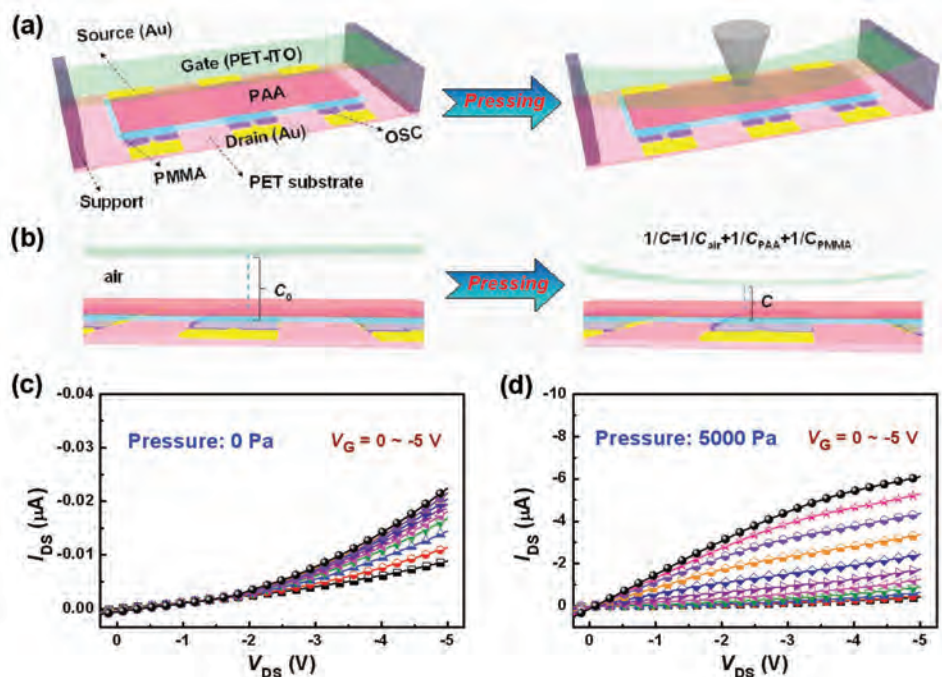 (a)
Source (Au)
Gate (PET-ITO)
PAA
Drain (Au)
OSC
PMMA
PET substrate
Support
Pressing
(b)
air
C₀
Pressing
1/C=1/Cair+1/CPAA+1/CPMMA
C
(c)
-0.04
-0.03
-0.02
-0.01
0.00
IDS (μA)
Pressure: 0 Pa
VG = 0 ~ -5 V
0 -1 -2 -3 -4 -5
VDS (V)
(d)
-10
-8
-6
-4
-2
0
IDS (μA)
Pressure: 5000 Pa
VG = 0 ~ -5 V
0 -1 -2 -3 -4 -5
VDS (V)